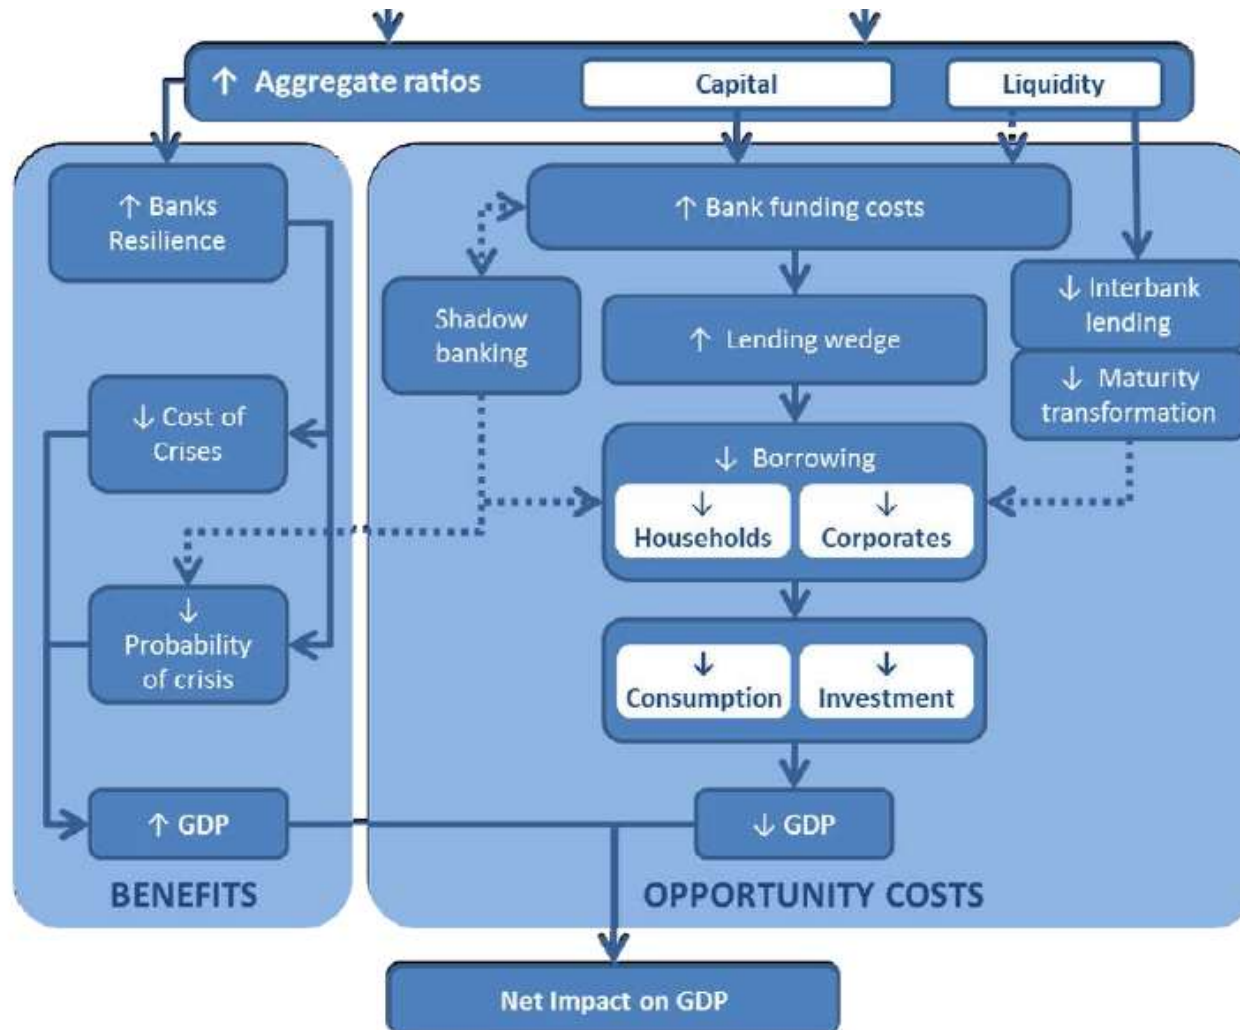 ↑ Aggregate ratios
Capital
Liquidity
↑ Banks
Resilience
↓ Cost of
Crises
↓
Probability
of crisis
↑ GDP
BENEFITS
↑ Bank funding costs
Shadow
banking
↑ Lending wedge
↓ Interbank
lending
↓ Maturity
transformation
↓ Borrowing
↓
Households
↓
Corporates
↓
Consumption
↓
Investment
↓ GDP
OPPORTUNITY COSTS
Net Impact on GDP